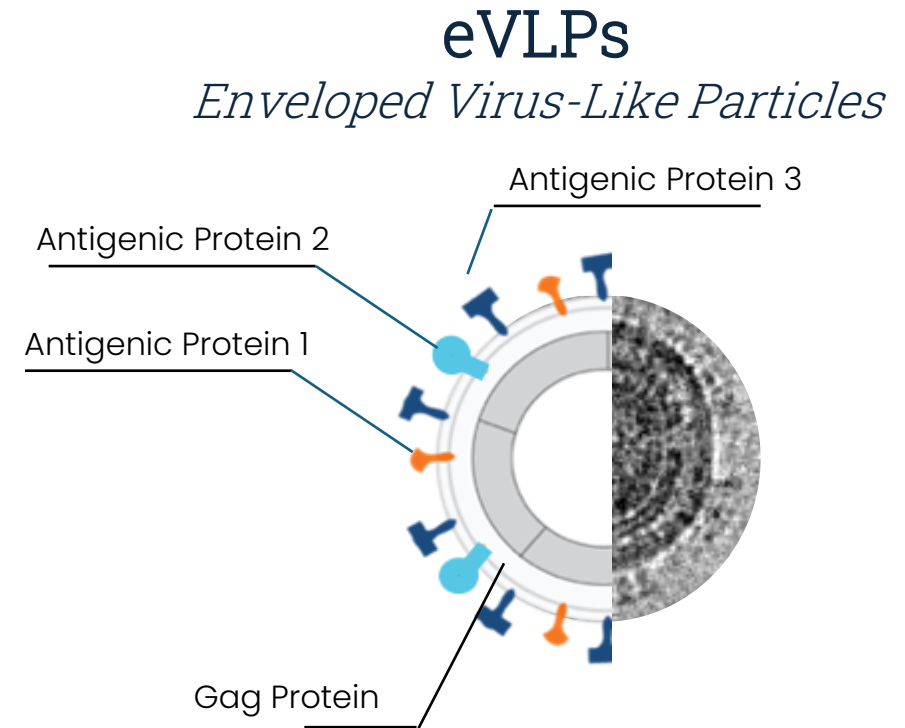 eVLPs
Enveloped Virus-Like Particles
Antigenic Protein 3
Antigenic Protein 2
Antigenic Protein 1
Gag Protein